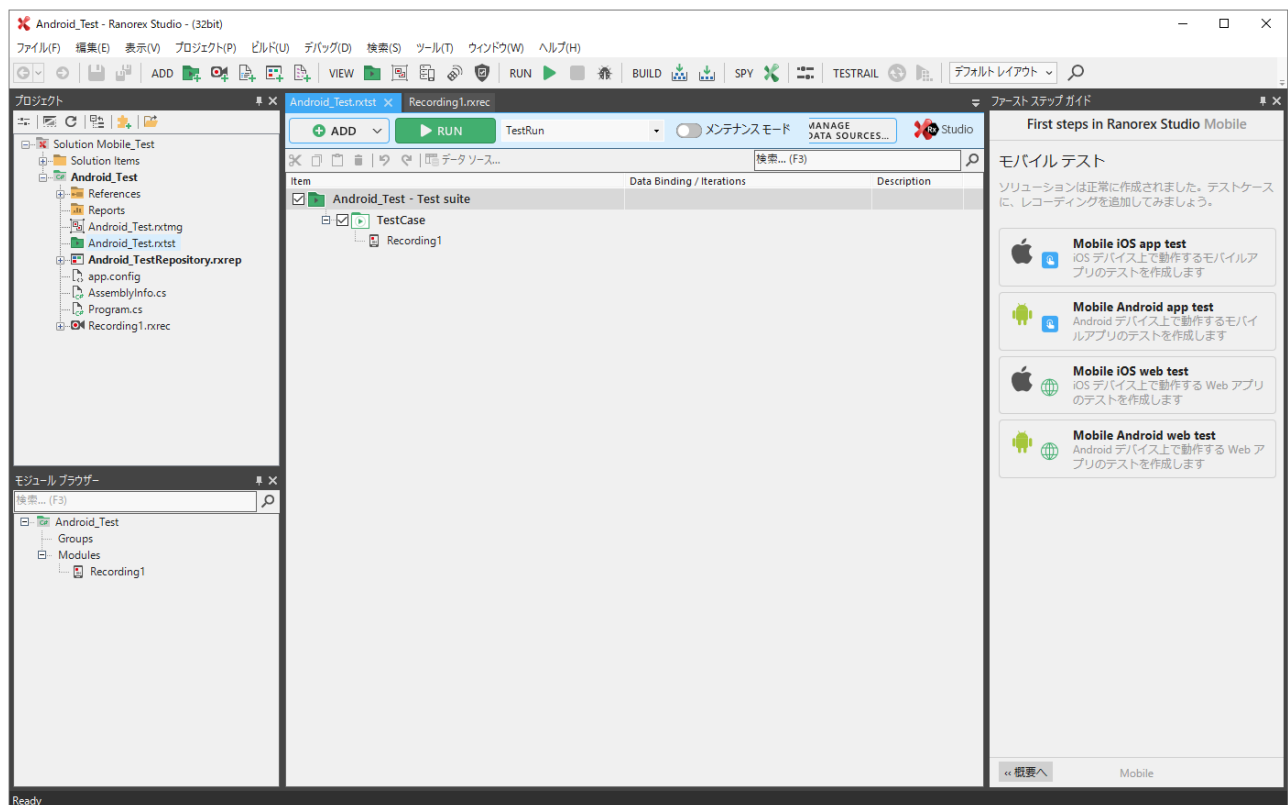 Android_Test - Ranorex Studio - (32bit)
ファイル(F) 編集(E) 表示(V) プロジェクト(P) ビルド(U) デバッグ(D) 検索(S) ツール(T) ウィンドウ(W) ヘルプ(H)
ADD VIEW RUN BUILD SPY TESTRAIL デフォルト レイアウト
プロジェクト
Solution Mobile_Test
Solution Items
Android_Test
References
Reports
Android_Test.rxtmg
Android_Test.rxtst
Android_TestRepository.rxrep
app.config
AssemblyInfo.cs
Program.cs
Recording1.rxrec
モジュール ブラウザー
検索... (F3)
Android_Test
Groups
Modules
Recording1
Android_Test.rxtst Recording1.rxrec
ADD RUN TestRun メンテナンス モード MANAGE DATA SOURCES... Rx Studio
データ ソース... 検索... (F3)
Item Data Binding / Iterations Description
Android_Test - Test suite
TestCase
Recording1
ファースト ステップ ガイド
First steps in Ranorex Studio Mobile
モバイル テスト
ソリューションは正常に作成されました。テストケース
に、レコーディングを追加してみましょう。
Mobile iOS app test
iOS デバイス上で動作するモバイルア
プリのテストを作成します
Mobile Android app test
Android デバイス上で動作するモバイ
ルアプリのテストを作成します
Mobile iOS web test
iOS デバイス上で動作する Web アプリ
のテストを作成します
Mobile Android web test
Android デバイス上で動作する Web ア
プリのテストを作成します
‹‹ 概要へ Mobile
Ready